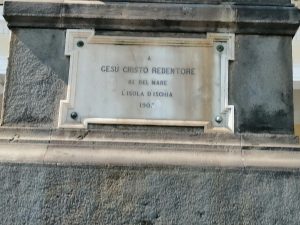 A
GESÙ CRISTO REDENTORE
RE DEL MARE
L'ISOLA D'ISCHIA